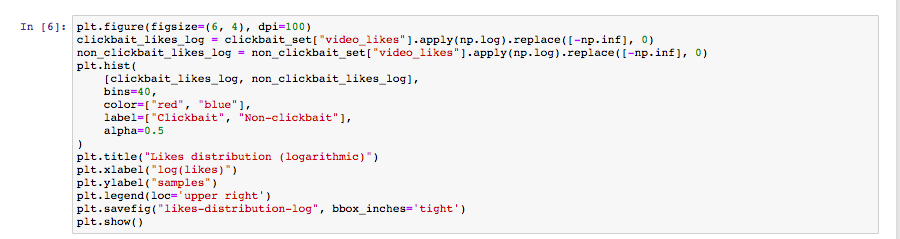 In [6]: plt.figure(figsize=(6, 4), dpi=100)
clickbait_likes_log = clickbait_set["video_likes"].apply(np.log).replace([-np.inf], 0)
non_clickbait_likes_log = non_clickbait_set["video_likes"].apply(np.log).replace([-np.inf], 0)
plt.hist(
    [clickbait_likes_log, non_clickbait_likes_log],
    bins=40,
    color=["red", "blue"],
    label=["Clickbait", "Non-clickbait"],
    alpha=0.5
)
plt.title("Likes distribution (logarithmic)")
plt.xlabel("log(likes)")
plt.ylabel("samples")
plt.legend(loc='upper right')
plt.savefig("likes-distribution-log", bbox_inches='tight')
plt.show()